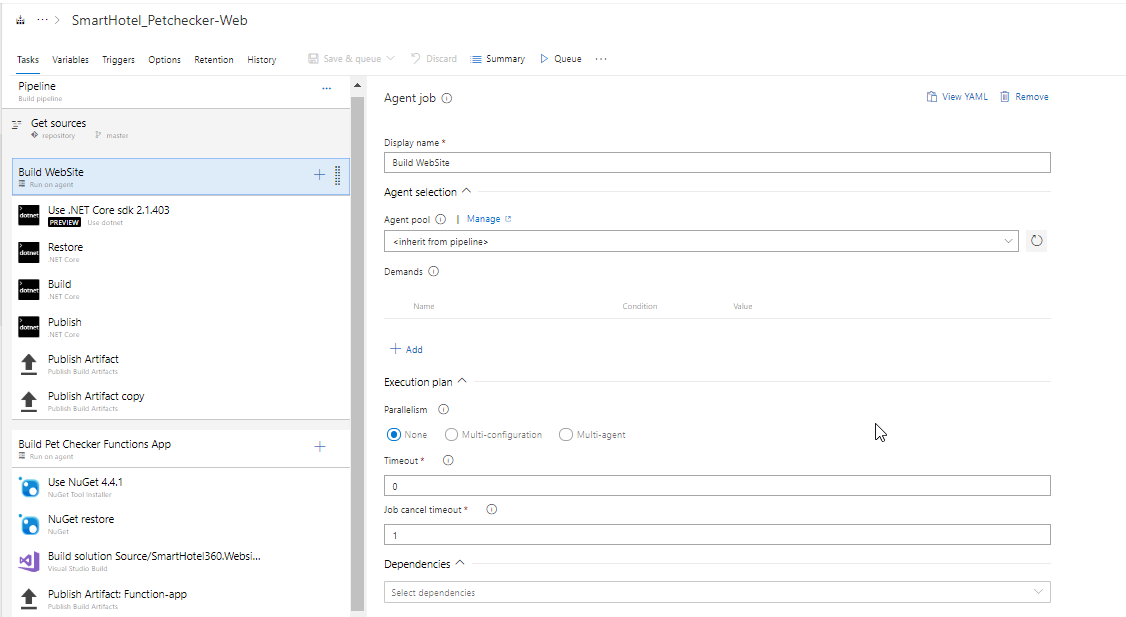 ··· > SmartHotel_Petchecker-Web
Tasks Variables Triggers Options Retention History Save & queue Discard Summary Queue ···
Pipeline ···
Build pipeline
Get sources
repository master
Build WebSite
Run on agent
dotnet Use .NET Core sdk 2.1.403
PREVIEW Use dotnet
dotnet Restore
.NET Core
dotnet Build
.NET Core
dotnet Publish
.NET Core
Publish Artifact
Publish Build Artifacts
Publish Artifact copy
Publish Build Artifacts
Build Pet Checker Functions App
Run on agent
Use NuGet 4.4.1
NuGet Tool Installer
NuGet restore
NuGet
Build solution Source/SmartHotel360.Websi...
Visual Studio Build
Publish Artifact: Function-app
Publish Build Artifacts
Agent job View YAML Remove
Display name *
Build WebSite
Agent selection
Agent pool | Manage
<inherit from pipeline>
Demands
Name Condition Value
+ Add
Execution plan
Parallelism
None Multi-configuration Multi-agent
Timeout *
0
Job cancel timeout *
1
Dependencies
Select dependencies